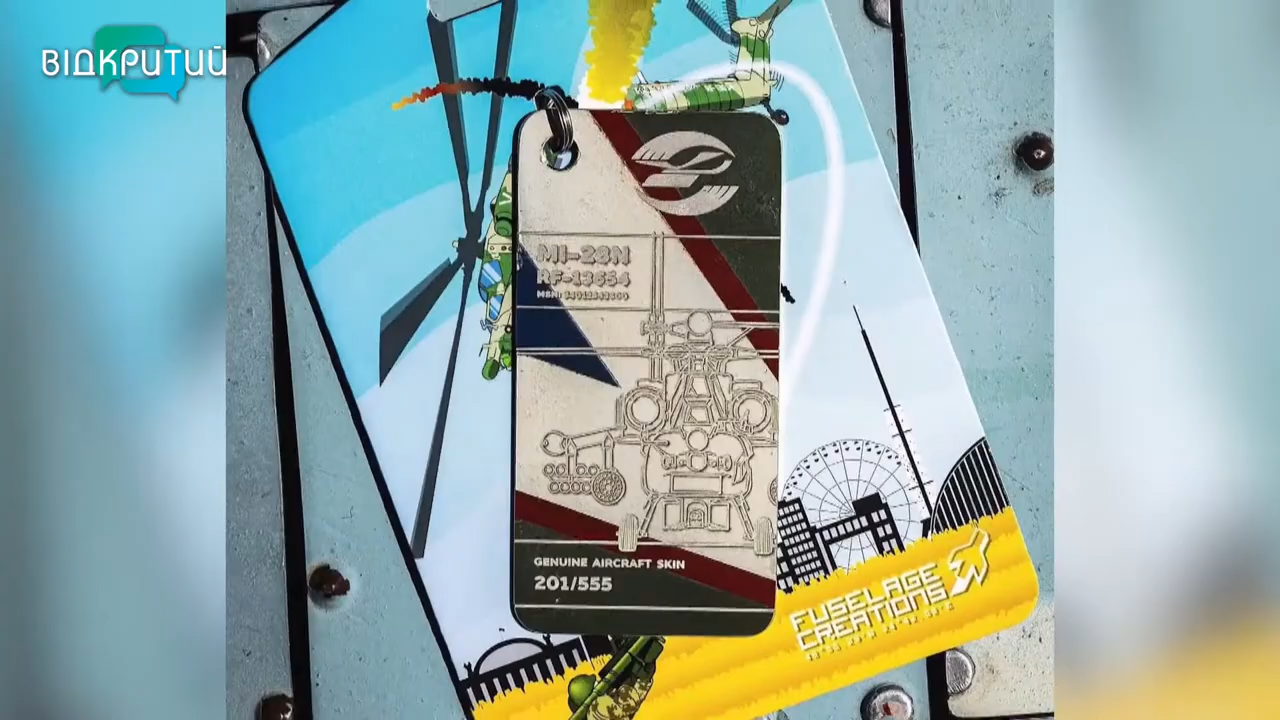 ВІДКРИТИЙ
MI-28N
RF-13654
GENUINE AIRCRAFT SKIN
201/555
FUSELAGE
CREATIONS